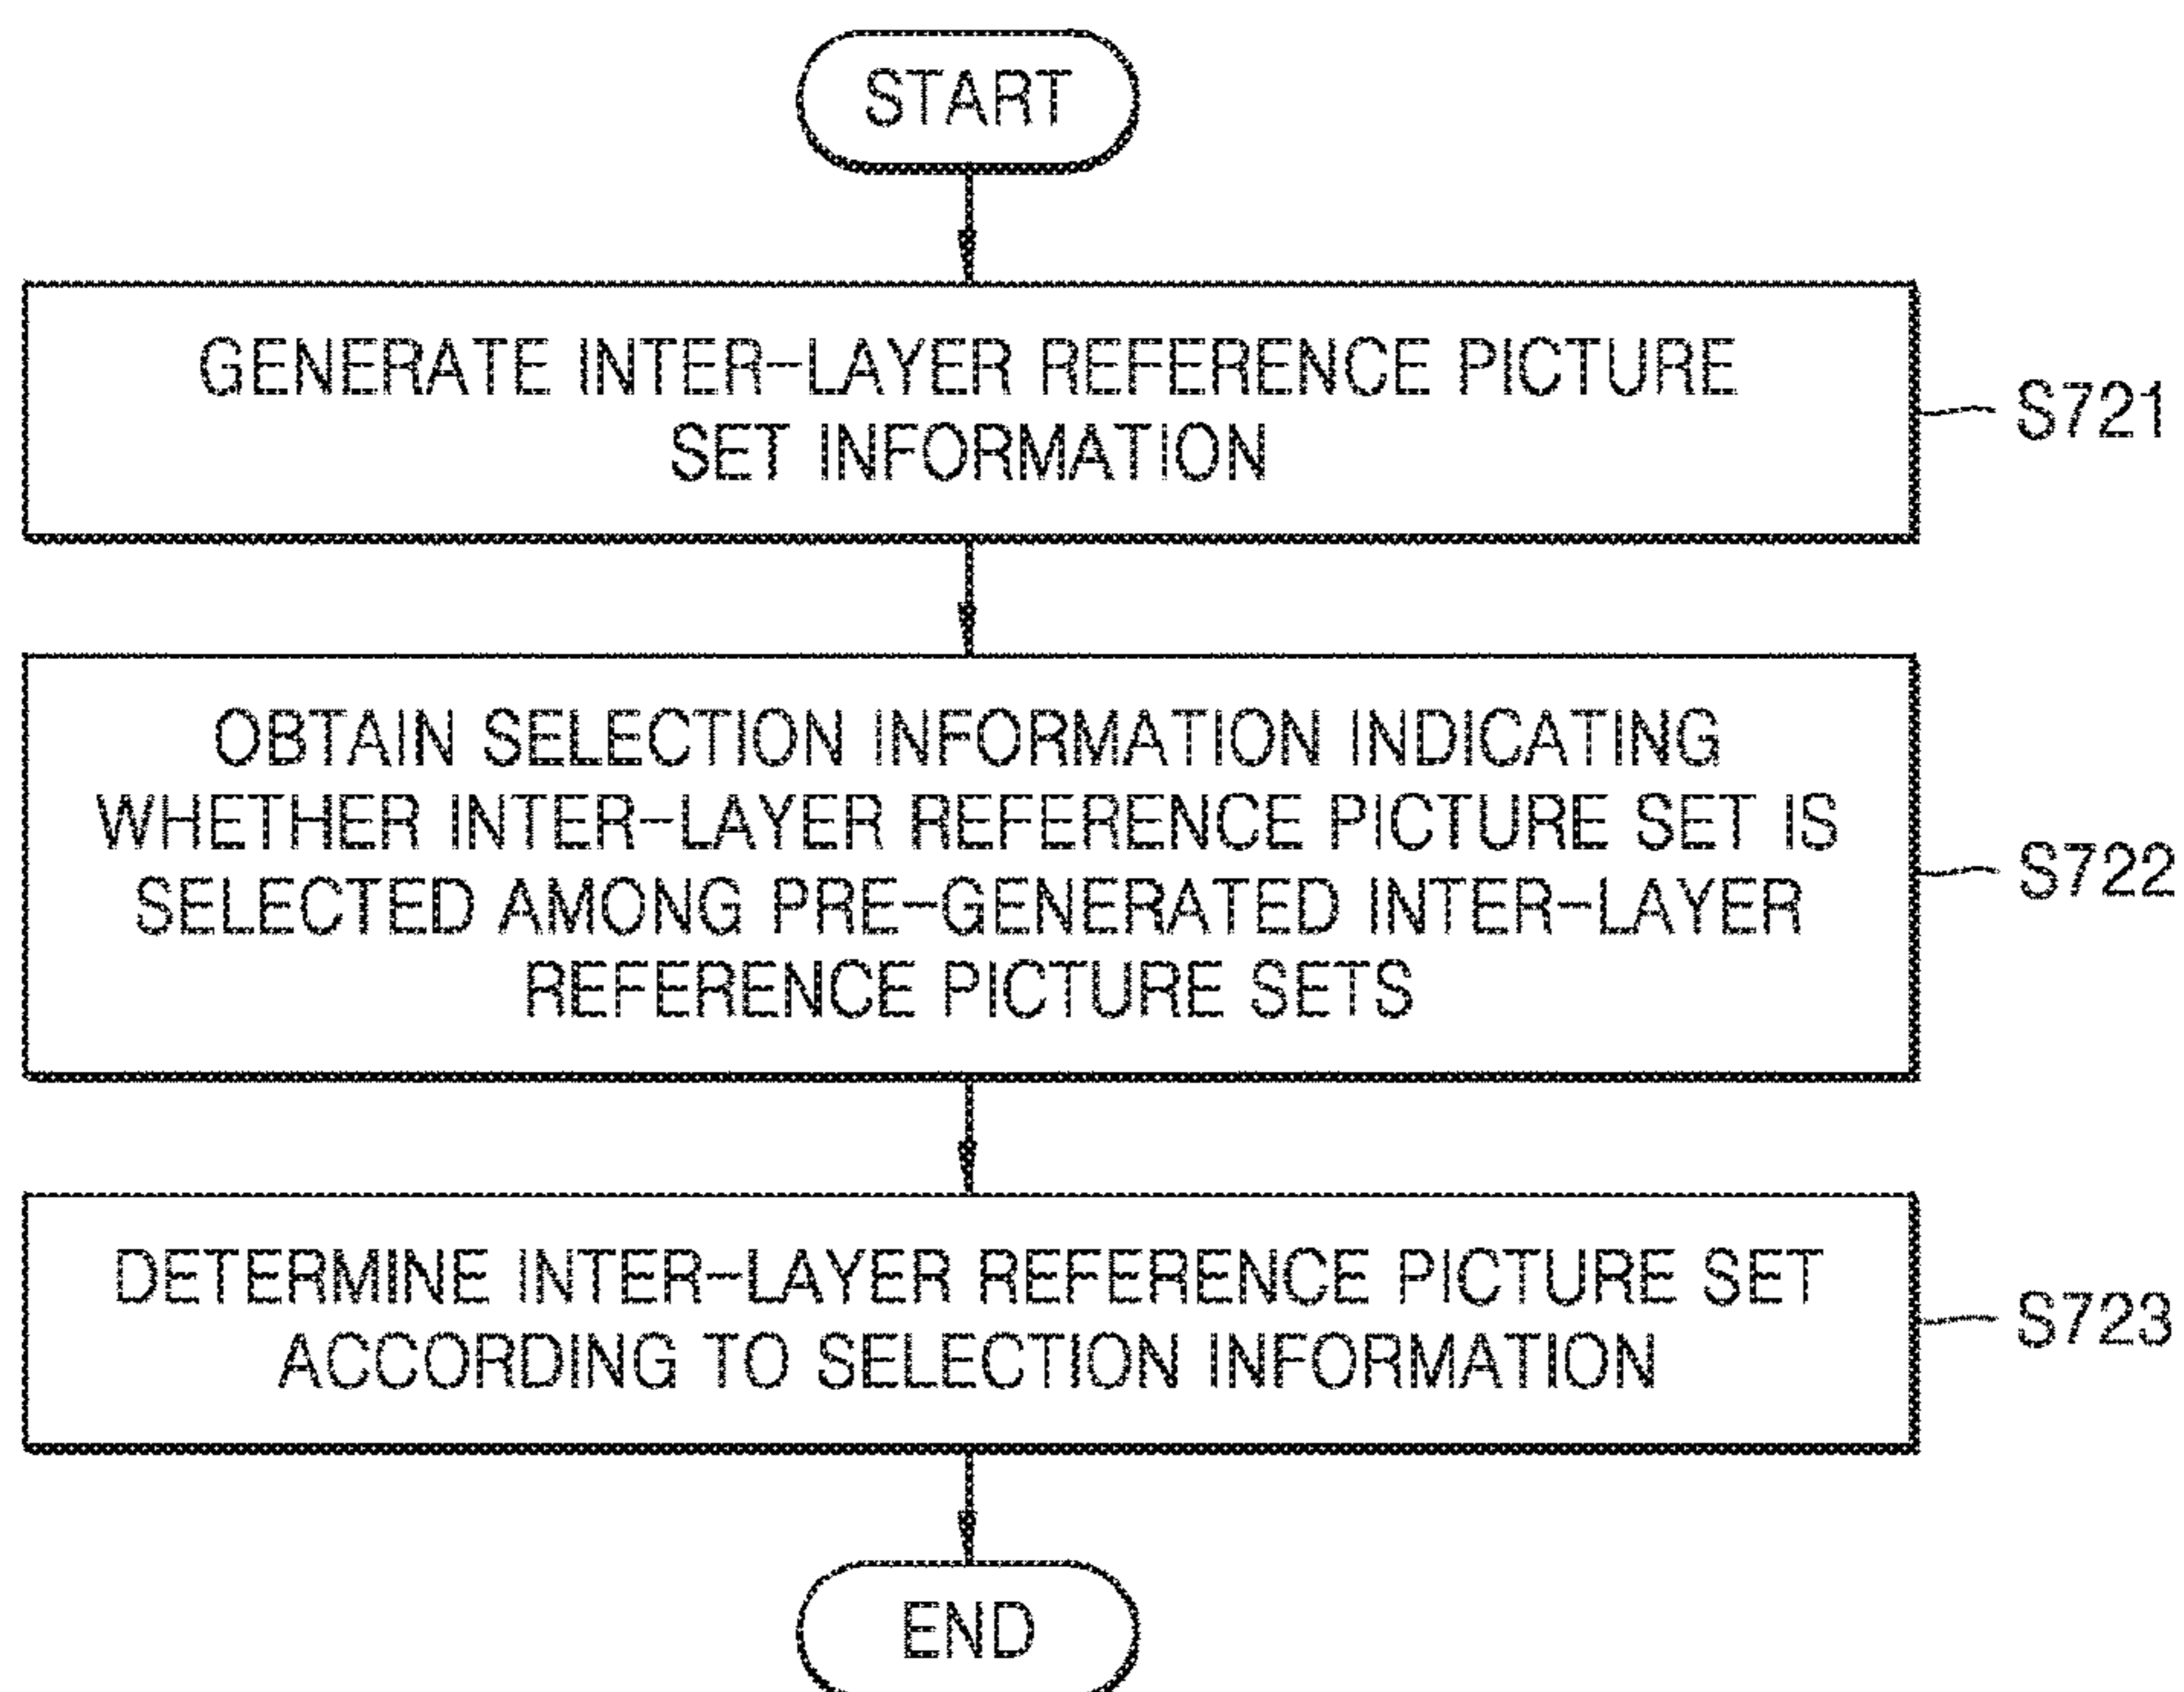 START
GENERATE INTER-LAYER REFERENCE PICTURE
SET INFORMATION
S721
OBTAIN SELECTION INFORMATION INDICATING
WHETHER INTER-LAYER REFERENCE PICTURE SET IS
SELECTED AMONG PRE-GENERATED INTER-LAYER
REFERENCE PICTURE SETS
S722
DETERMINE INTER-LAYER REFERENCE PICTURE SET
ACCORDING TO SELECTION INFORMATION
S723
END